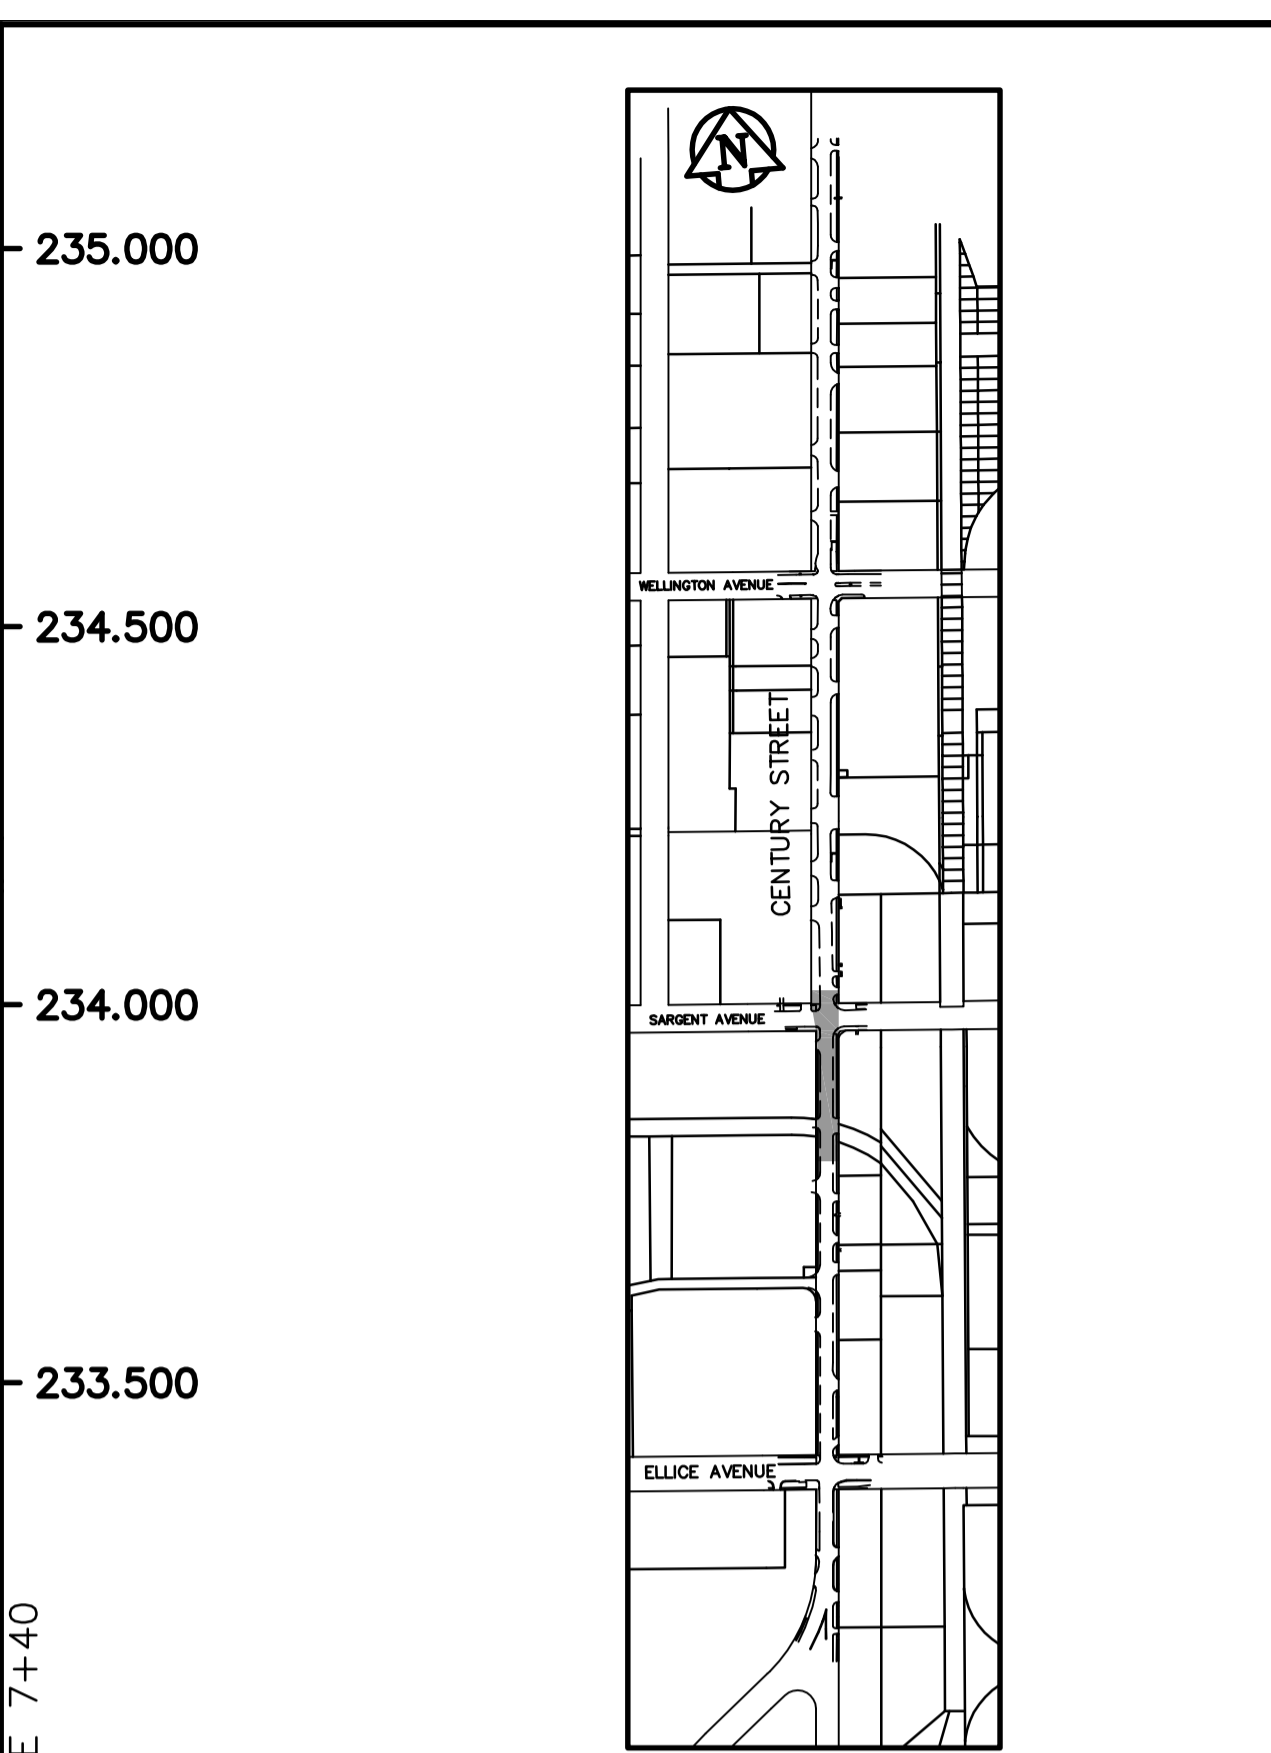 N
235.000
WELLINGTON AVENUE
234.500
CENTURY STREET
234.000
SARGENT AVENUE
233.500
ELLICE AVENUE
E 7+40